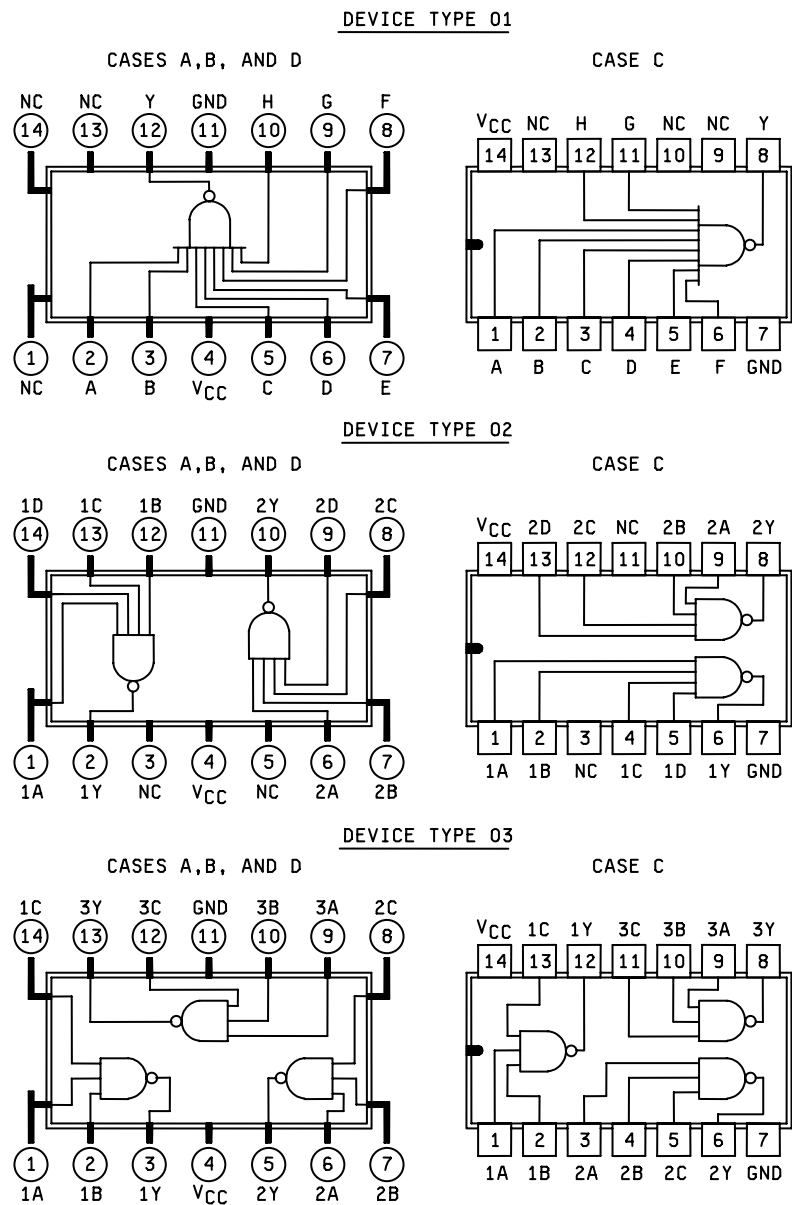 DEVICE TYPE 01
CASES A,B, AND D
CASE C
NC NC Y GND H G F
14 13 12 11 10 9 8
1 2 3 4 5 6 7
NC A B VCC C D E
VCC NC H G NC NC Y
14 13 12 11 10 9 8
1 2 3 4 5 6 7
A B C D E F GND
DEVICE TYPE 02
CASES A,B, AND D
CASE C
1D 1C 1B GND 2Y 2D 2C
14 13 12 11 10 9 8
1 2 3 4 5 6 7
1A 1Y NC VCC NC 2A 2B
VCC 2D 2C NC 2B 2A 2Y
14 13 12 11 10 9 8
1 2 3 4 5 6 7
1A 1B NC 1C 1D 1Y GND
DEVICE TYPE 03
CASES A,B, AND D
CASE C
1C 3Y 3C GND 3B 3A 2C
14 13 12 11 10 9 8
1 2 3 4 5 6 7
1A 1B 1Y VCC 2Y 2A 2B
VCC 1C 1Y 3C 3B 3A 3Y
14 13 12 11 10 9 8
1 2 3 4 5 6 7
1A 1B 2A 2B 2C 2Y GND